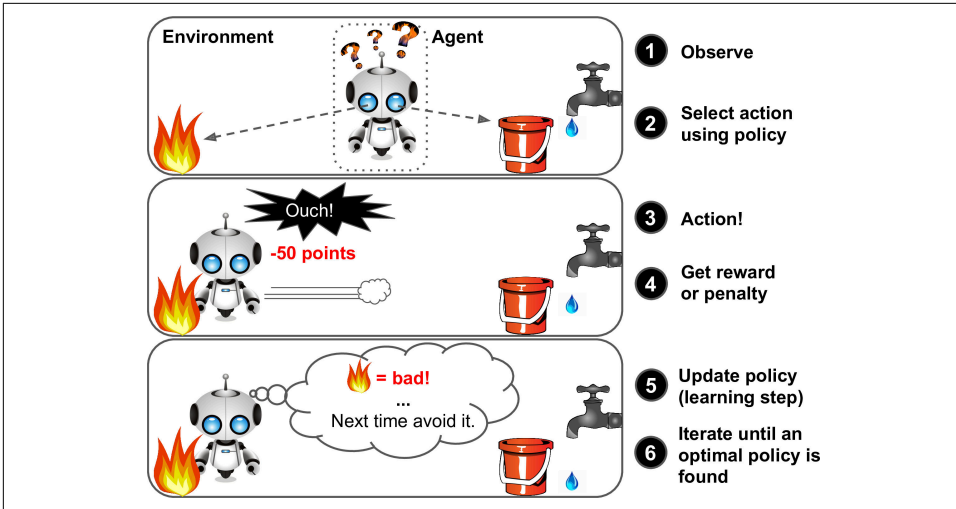 Environment
Agent
? ? ?
1 Observe
2 Select action
using policy
Ouch!
-50 points
3 Action!
4 Get reward
or penalty
= bad!
...
Next time avoid it.
5 Update policy
(learning step)
6 Iterate until an
optimal policy is
found